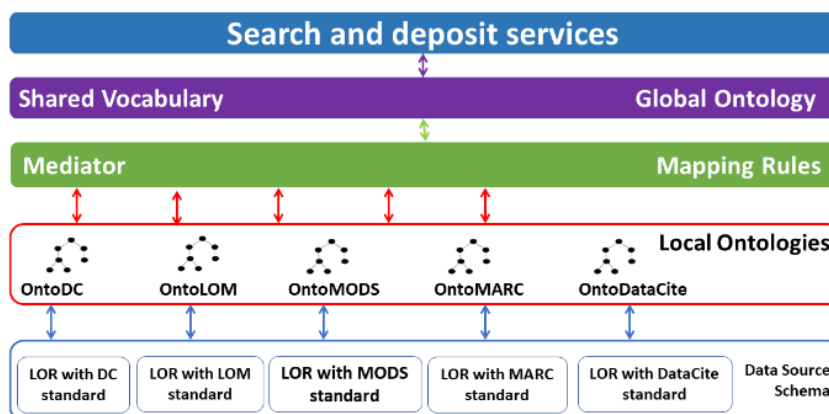 Search and deposit services
Shared Vocabulary Global Ontology
Mediator Mapping Rules
Local Ontologies
OntoDC OntoLOM OntoMODS OntoMARC OntoDataCite
LOR with DC standard
LOR with LOM standard
LOR with MODS standard
LOR with MARC standard
LOR with DataCite standard
Data Source
Schema